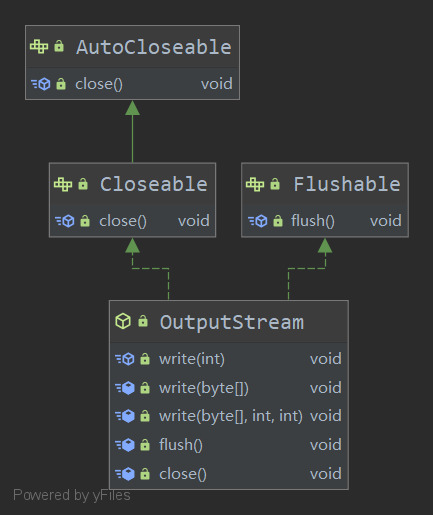 AutoCloseable
close() void
Closeable
close() void
Flushable
flush() void
OutputStream
write(int) void
write(byte[]) void
write(byte[], int, int) void
flush() void
close() void
Powered by yFiles